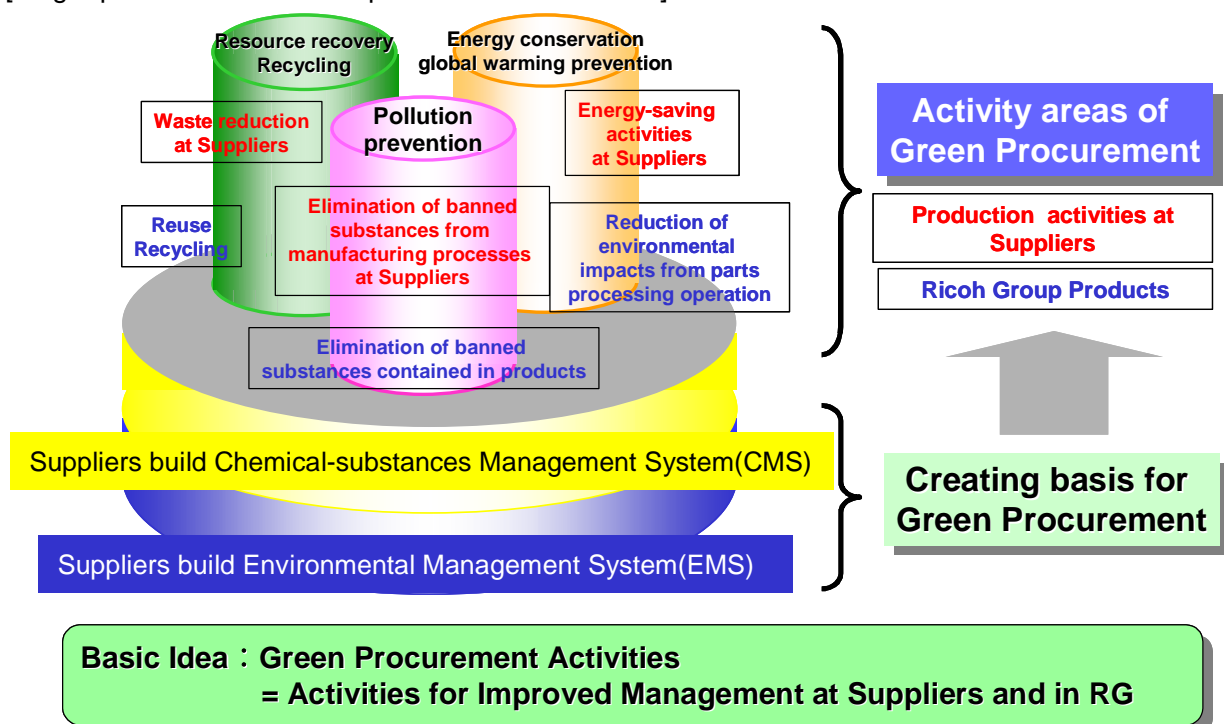 Resource recovery
Recycling
Energy conservation
global warming prevention
Pollution
prevention
Waste reduction
at Suppliers
Energy-saving
activities
at Suppliers
Reuse
Recycling
Elimination of banned
substances from
manufacturing processes
at Suppliers
Reduction of
environmental
impacts from parts
processing operation
Elimination of banned
substances contained in products
Activity areas of
Green Procurement
Production activities at
Suppliers
Ricoh Group Products
Suppliers build Chemical-substances Management System(CMS)
Suppliers build Environmental Management System(EMS)
Creating basis for
Green Procurement
Basic Idea：Green Procurement Activities
= Activities for Improved Management at Suppliers and in RG